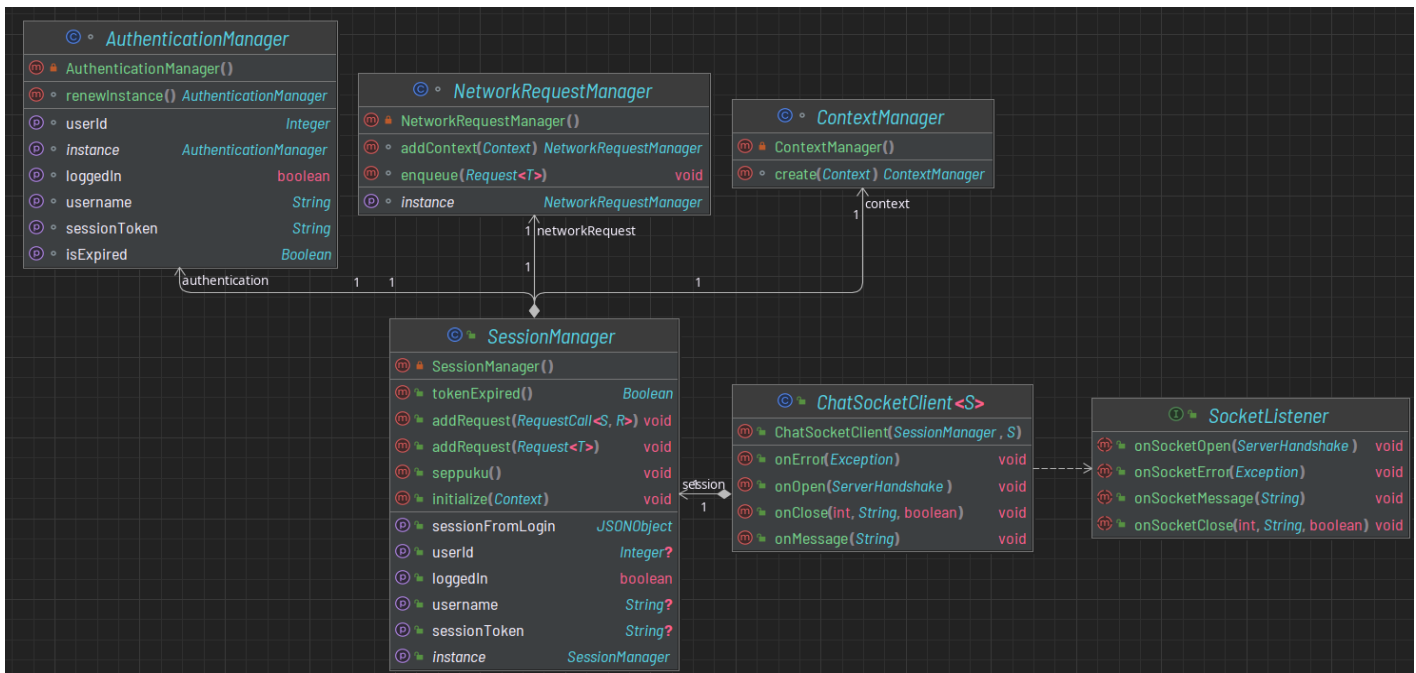 AuthenticationManager
AuthenticationManager()
renewInstance() AuthenticationManager
userId Integer
instance AuthenticationManager
loggedIn boolean
username String
sessionToken String
isExpired Boolean
NetworkRequestManager
NetworkRequestManager()
addContext(Context) NetworkRequestManager
enqueue(Request<T>) void
instance NetworkRequestManager
ContextManager
ContextManager()
create(Context) ContextManager
1 context
1 networkRequest
1
authentication 1 1
1
SessionManager
SessionManager()
tokenExpired() Boolean
addRequest(RequestCall<S, R>) void
addRequest(Request<T>) void
seppuku() void
initialize(Context) void
sessionFromLogin JSONObject
userId Integer?
loggedIn boolean
username String?
sessionToken String?
instance SessionManager
session
1
1
ChatSocketClient<S>
ChatSocketClient(SessionManager, S)
onError(Exception) void
onOpen(ServerHandshake) void
onClose(int, String, boolean) void
onMessage(String) void
SocketListener
onSocketOpen(ServerHandshake) void
onSocketError(Exception) void
onSocketMessage(String) void
onSocketClose(int, String, boolean) void